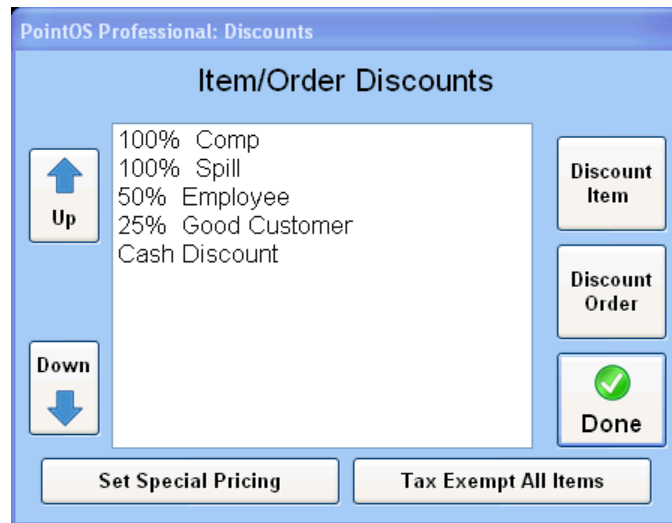 PointOS Professional: Discounts
Item/Order Discounts
100% Comp
100% Spill
50% Employee
25% Good Customer
Cash Discount
Up
Down
Discount
Item
Discount
Order
Done
Set Special Pricing
Tax Exempt All Items